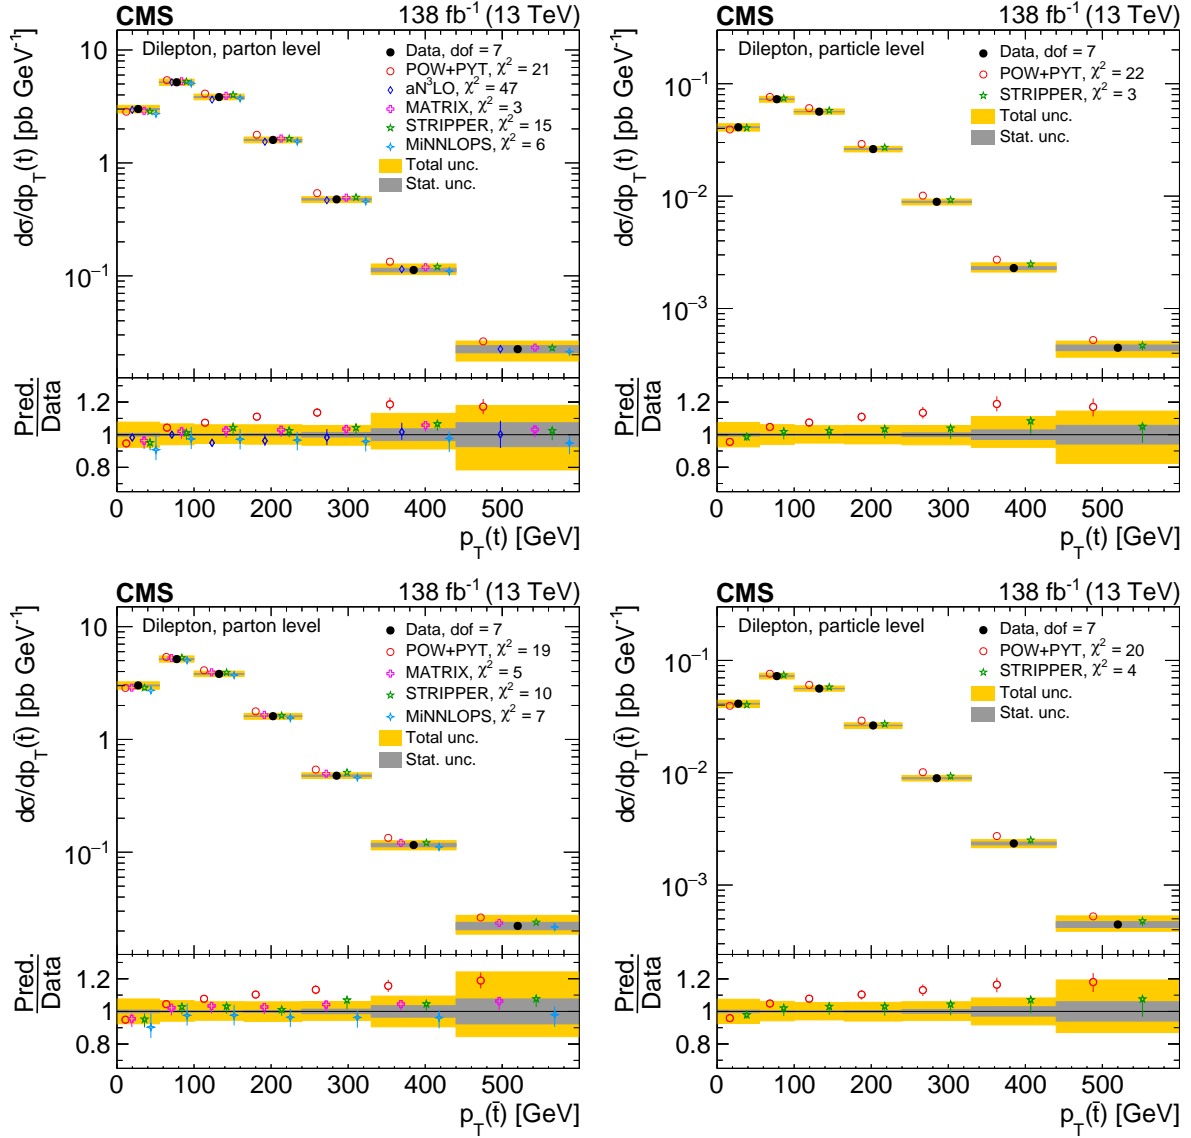 CMS 138 fb⁻¹ (13 TeV)
Dilepton, parton level
Data, dof = 7
POW+PYT, χ² = 21
aN³LO, χ² = 47
MATRIX, χ² = 3
STRIPPER, χ² = 15
MiNNLOPS, χ² = 6
Total unc.
Stat. unc.
dσ/dp_T(t) [pb GeV⁻¹]
10
1
10⁻¹
Pred.
Data
1.2
1
0.8
0 100 200 300 400 500
p_T(t) [GeV]
CMS 138 fb⁻¹ (13 TeV)
Dilepton, particle level
Data, dof = 7
POW+PYT, χ² = 22
STRIPPER, χ² = 3
Total unc.
Stat. unc.
dσ/dp_T(t) [pb GeV⁻¹]
10⁻¹
10⁻²
10⁻³
Pred.
Data
1.2
1
0.8
0 100 200 300 400 500
p_T(t) [GeV]
CMS 138 fb⁻¹ (13 TeV)
Dilepton, parton level
Data, dof = 7
POW+PYT, χ² = 19
MATRIX, χ² = 5
STRIPPER, χ² = 10
MiNNLOPS, χ² = 7
Total unc.
Stat. unc.
dσ/dp_T(t̄) [pb GeV⁻¹]
10
1
10⁻¹
Pred.
Data
1.2
1
0.8
0 100 200 300 400 500
p_T(t̄) [GeV]
CMS 138 fb⁻¹ (13 TeV)
Dilepton, particle level
Data, dof = 7
POW+PYT, χ² = 20
STRIPPER, χ² = 4
Total unc.
Stat. unc.
dσ/dp_T(t̄) [pb GeV⁻¹]
10⁻¹
10⁻²
10⁻³
Pred.
Data
1.2
1
0.8
0 100 200 300 400 500
p_T(t̄) [GeV]